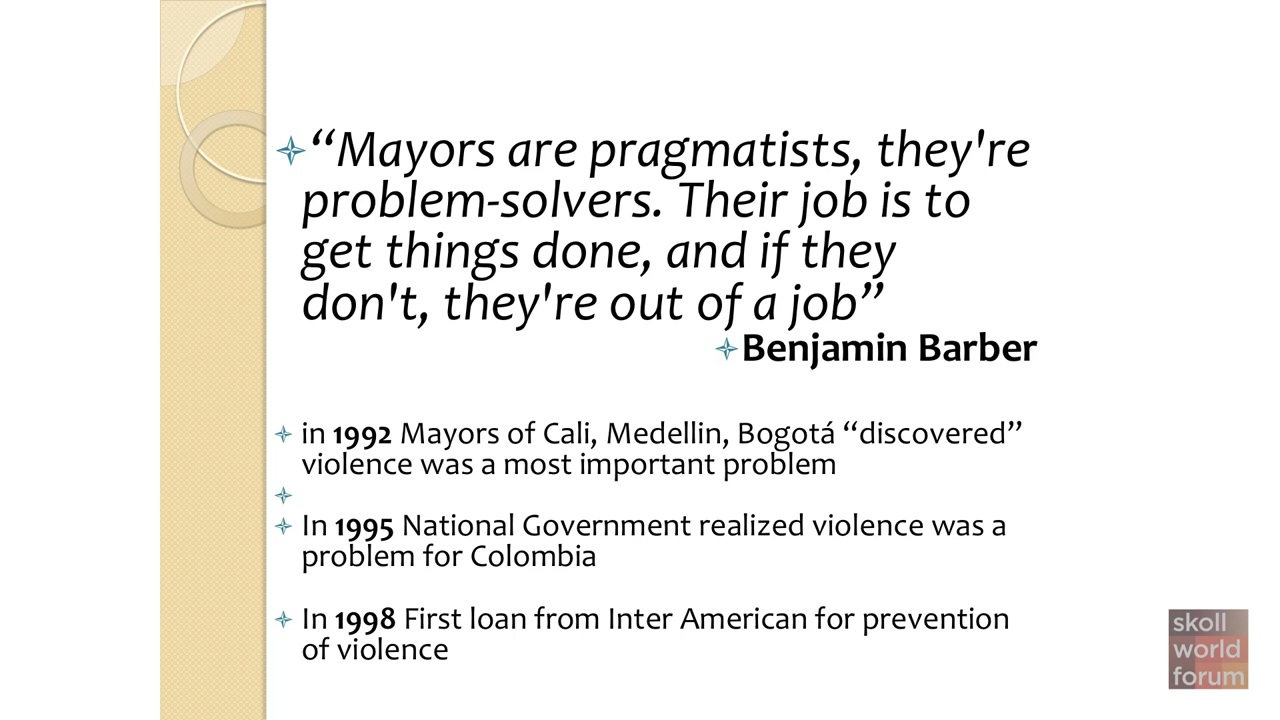 “Mayors are pragmatists, they're
problem-solvers. Their job is to
get things done, and if they
don't, they're out of a job”
Benjamin Barber
in 1992 Mayors of Cali, Medellin, Bogotá “discovered”
violence was a most important problem
In 1995 National Government realized violence was a
problem for Colombia
In 1998 First loan from Inter American for prevention
of violence
skoll
world
forum